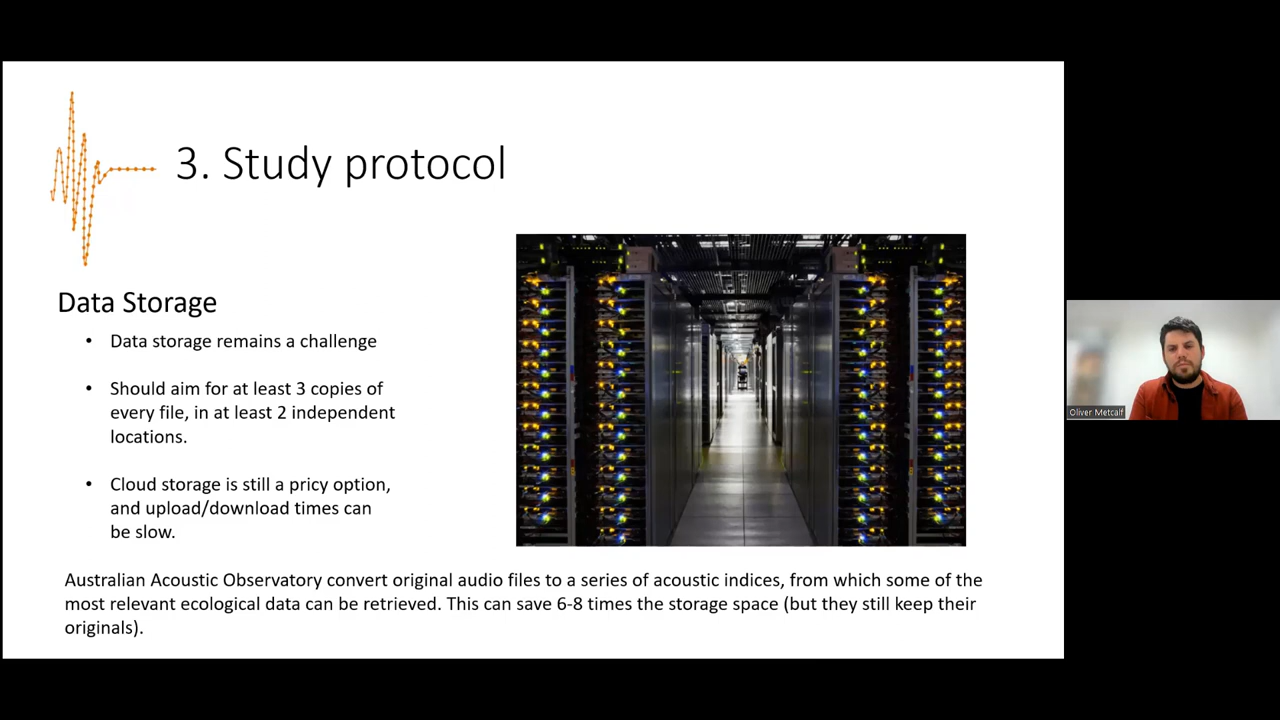 3. Study protocol
Data Storage
• Data storage remains a challenge
• Should aim for at least 3 copies of
every file, in at least 2 independent
locations.
• Cloud storage is still a pricy option,
and upload/download times can
be slow.
Australian Acoustic Observatory convert original audio files to a series of acoustic indices, from which some of the
most relevant ecological data can be retrieved. This can save 6-8 times the storage space (but they still keep their
originals).
Oliver Metcalf